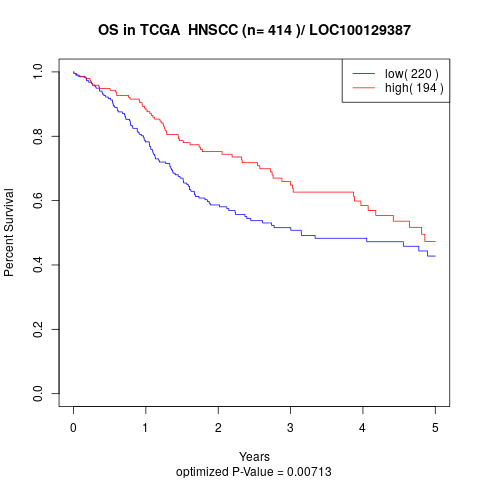 OS in TCGA  HNSCC (n= 414 )/ LOC100129387
low( 220 )
high( 194 )
1.0
0.8
0.6
0.4
0.2
0.0
Percent Survival
0 1 2 3 4 5
Years
optimized P-Value = 0.00713